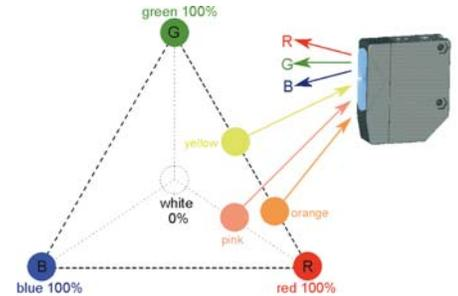 green 100%
G
R
G
B
yellow
white
0%
orange
pink
B
R
blue 100%
red 100%